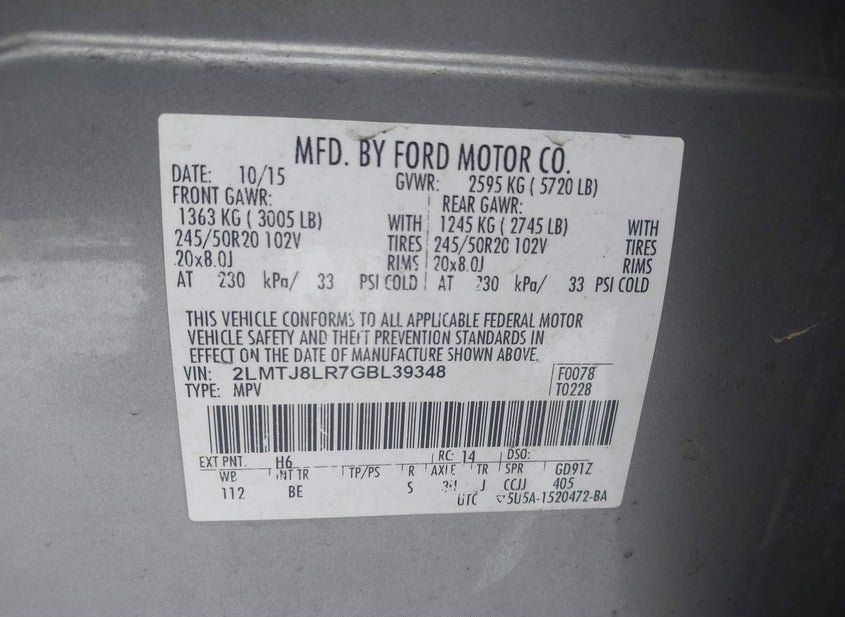 MFD. BY FORD MOTOR CO.
DATE: 10/15 GVWR: 2595 KG ( 5720 LB)
FRONT GAWR: REAR GAWR:
1363 KG ( 3005 LB) WITH 1245 KG ( 2745 LB) WITH
245/50R20 102V TIRES 245/50R20 102V TIRES
20x8.0J RIMS 20x8.0J RIMS
AT 230 kPa/ 33 PSI COLD AT 230 kPa/ 33 PSI COLD
THIS VEHICLE CONFORMS TO ALL APPLICABLE FEDERAL MOTOR
VEHICLE SAFETY AND THEFT PREVENTION STANDARDS IN
EFFECT ON THE DATE OF MANUFACTURE SHOWN ABOVE.
VIN: 2LMTJ8LR7GBL39348 F0078
TYPE: MPV T022B
EXT PNT: H6 RC: 14 DSO:
WB INT TR TP/PS R AXLE TR SPR GD91Z
112 BE S J CCJJ 405
UTC 5U5A-1520472-BA